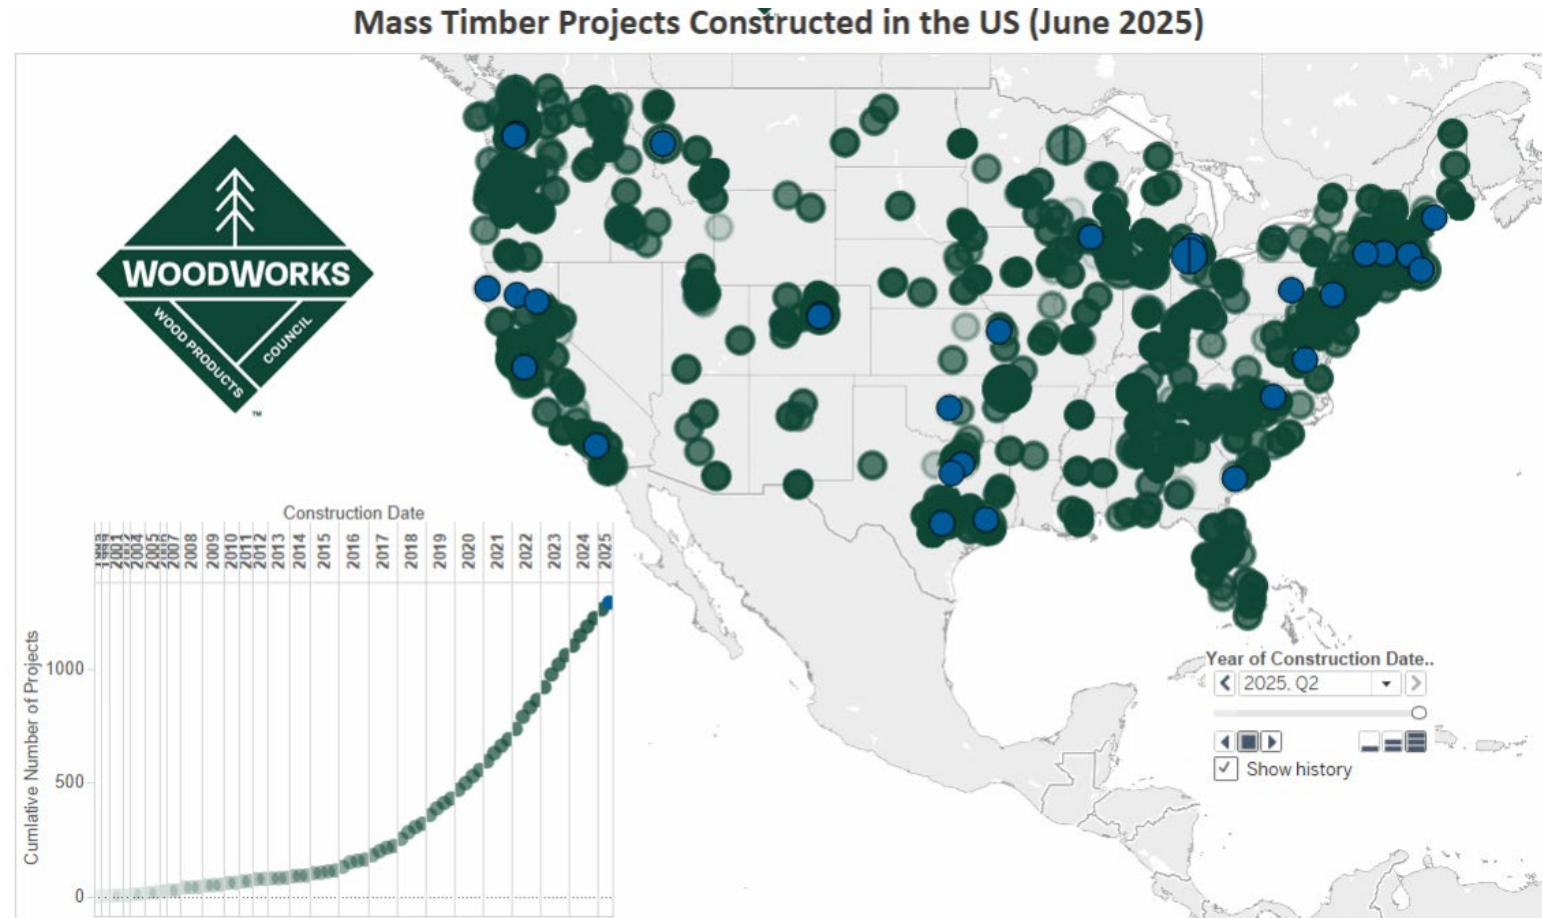 Mass Timber Projects Constructed in the US (June 2025)
WOODWORKS
WOOD PRODUCTS
COUNCIL
™
Construction Date
2001
2004
2005
2007
2008
2009
2010
2011
2012
2013
2014
2015
2016
2017
2018
2019
2020
2021
2022
2023
2024
2025
Cumlative Number of Projects
1000
500
0
Year of Construction Date..
2025, Q2
Show history